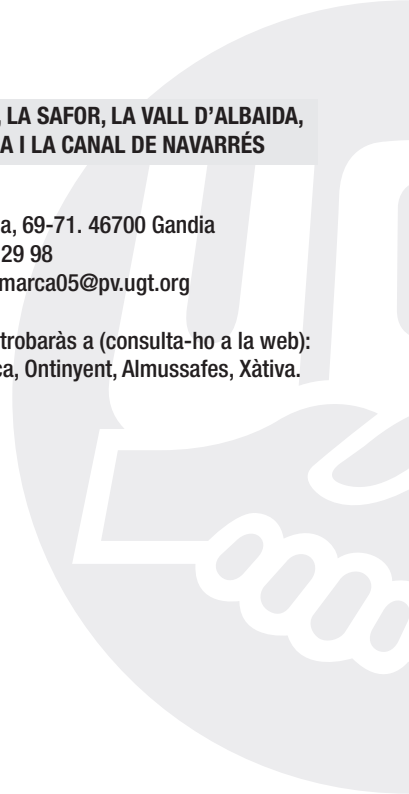 , LA SAFOR, LA VALL D’ALBAIDA,
A I LA CANAL DE NAVARRÉS
a, 69-71. 46700 Gandia
29 98
marca05@pv.ugt.org
trobaràs a (consulta-ho a la web):
ca, Ontinyent, Almussafes, Xàtiva.